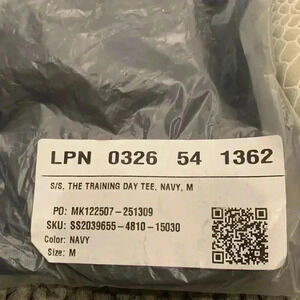 LPN 0326 54 1362
S/S, THE TRAINING DAY TEE, NAVY, M
PO: MK122507-251309
SKU: SS2039655-4810-15030
Color: NAVY
Size: M